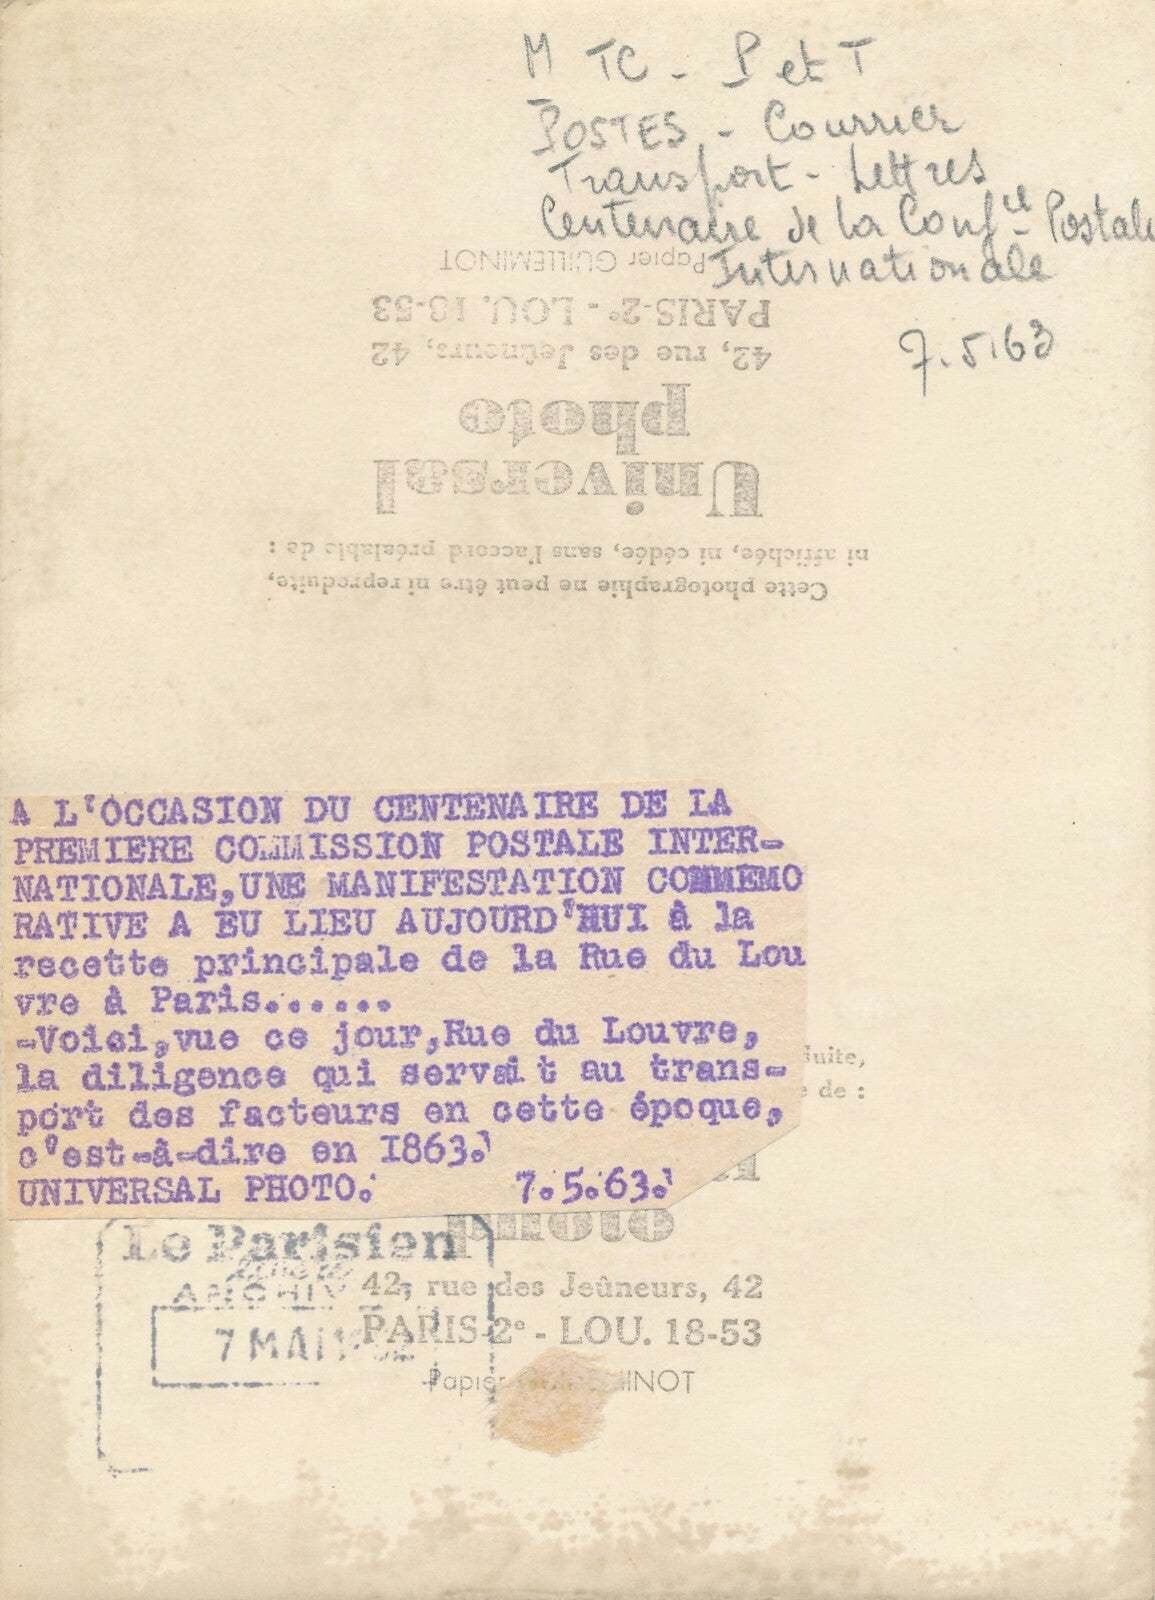 M TC - P et T
POSTES - Courrier
Transport - Lettres
Centenaire de la Confce Postale
Internationale
7.5.63
Papier GUILLEMINOT
PARIS-2e - LOU. 18-53
42, rue des Jeûneurs, 42
photo
Universal
ni affichée, ni cédée, sans l'accord préalable de :
Cette photographie ne peut être ni reproduite,
A L'OCCASION DU CENTENAIRE DE LA
PREMIERE COMMISSION POSTALE INTER-
NATIONALE,UNE MANIFESTATION COMMEMO
RATIVE A EU LIEU AUJOURD'HUI à la
recette principale de la Rue du Lou
vre à Paris......
-Voici,vue ce jour,Rue du Louvre,
la diligence qui servait au trans-
port des facteurs en cette époque,
c'est-à-dire en I863.
UNIVERSAL PHOTO. 7.5.63.
duite,
e de :
photo
Le Parisien
42, rue des Jeûneurs, 42
PARIS-2e - LOU. 18-53
7 MAI
Papier